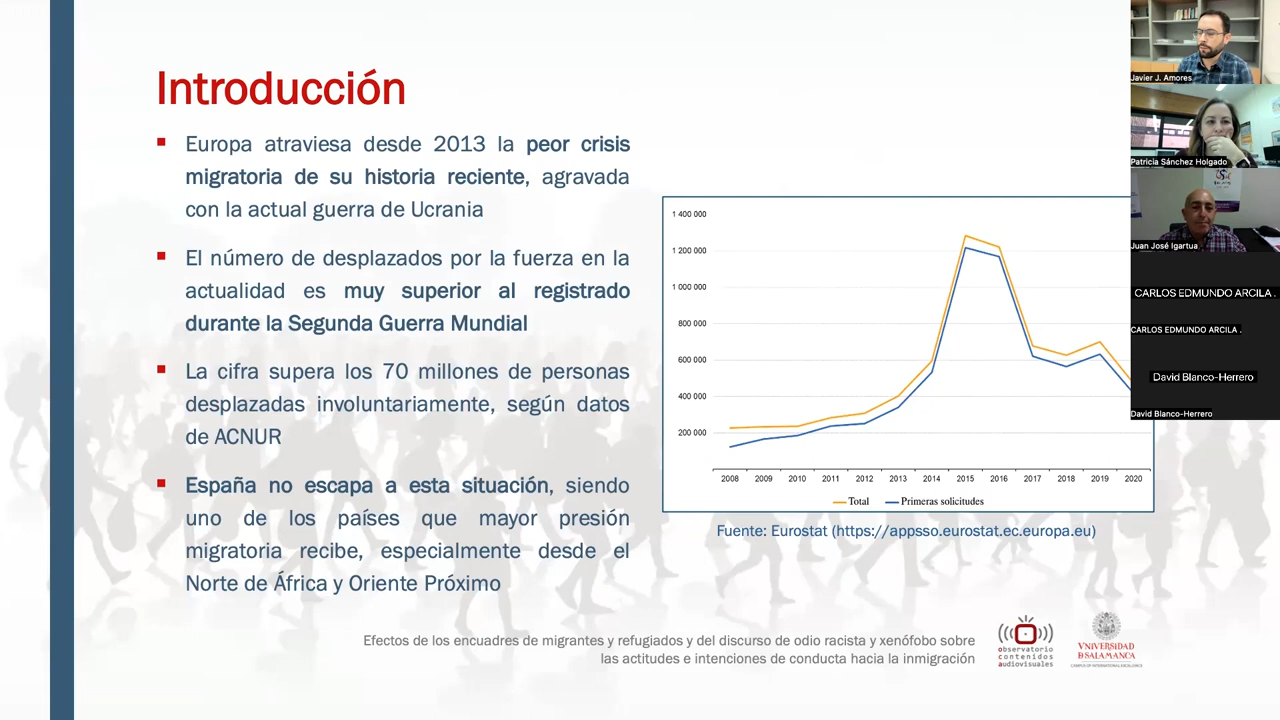 Introducción
Europa atraviesa desde 2013 la peor crisis
migratoria de su historia reciente, agravada
con la actual guerra de Ucrania
El número de desplazados por la fuerza en la
actualidad es muy superior al registrado
durante la Segunda Guerra Mundial
La cifra supera los 70 millones de personas
desplazadas involuntariamente, según datos
de ACNUR
España no escapa a esta situación, siendo
uno de los países que mayor presión
migratoria recibe, especialmente desde el
Norte de África y Oriente Próximo
1 400 000
1 200 000
1 000 000
800 000
600 000
400 000
200 000
2008 2009 2010 2011 2012 2013 2014 2015 2016 2017 2018 2019 2020
Total Primeras solicitudes
Fuente: Eurostat (https://appsso.eurostat.ec.europa.eu)
Efectos de los encuadres de migrantes y refugiados y del discurso de odio racista y xenófobo sobre
las actitudes e intenciones de conducta hacia la inmigración
observatorio
contenidos
audiovisuales
VNiVERSiDAD
D SALAMANCA
CAMPUS OF INTERNATIONAL EXCELLENCE
Javier J. Amores
Patricia Sánchez Holgado
Juan José Igartua
CARLOS EDMUNDO ARCILA .
CARLOS EDMUNDO ARCILA .
David Blanco-Herrero
David Blanco-Herrero